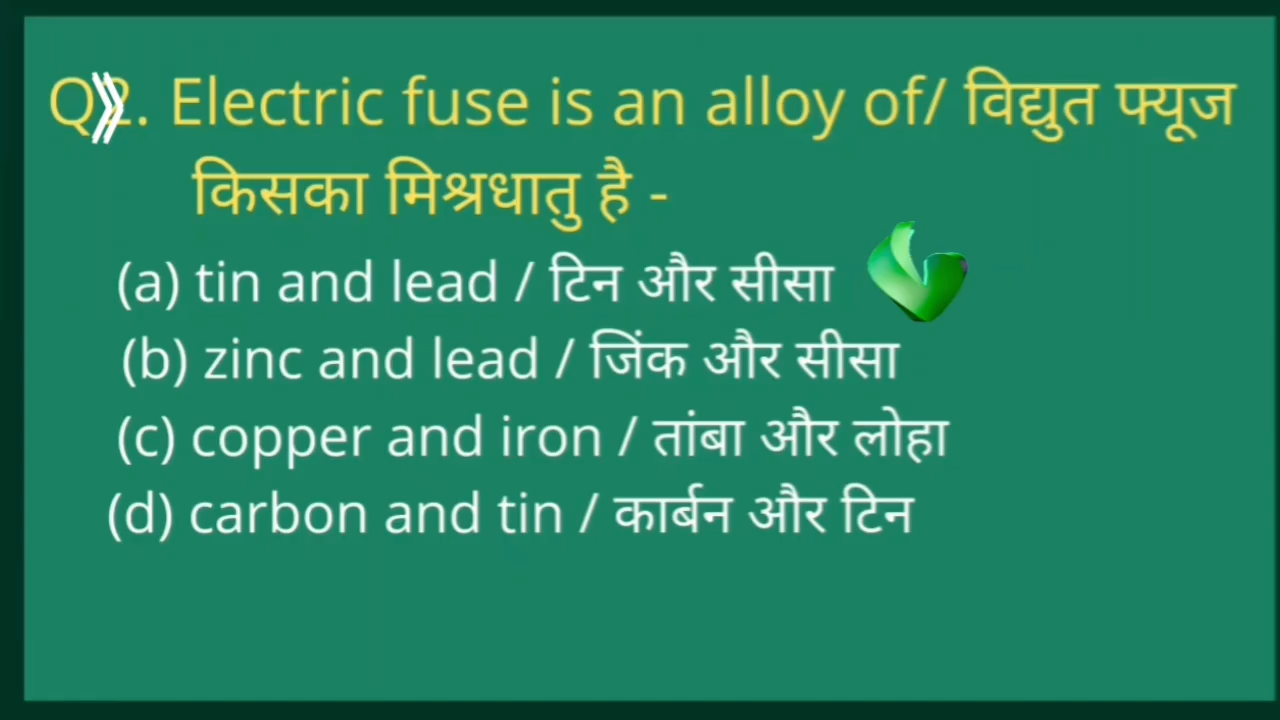 Q2. Electric fuse is an alloy of/ विद्युत फ्यूज
किसका मिश्रधातु है -
(a) tin and lead / टिन और सीसा
(b) zinc and lead / जिंक और सीसा
(c) copper and iron / तांबा और लोहा
(d) carbon and tin / कार्बन और टिन